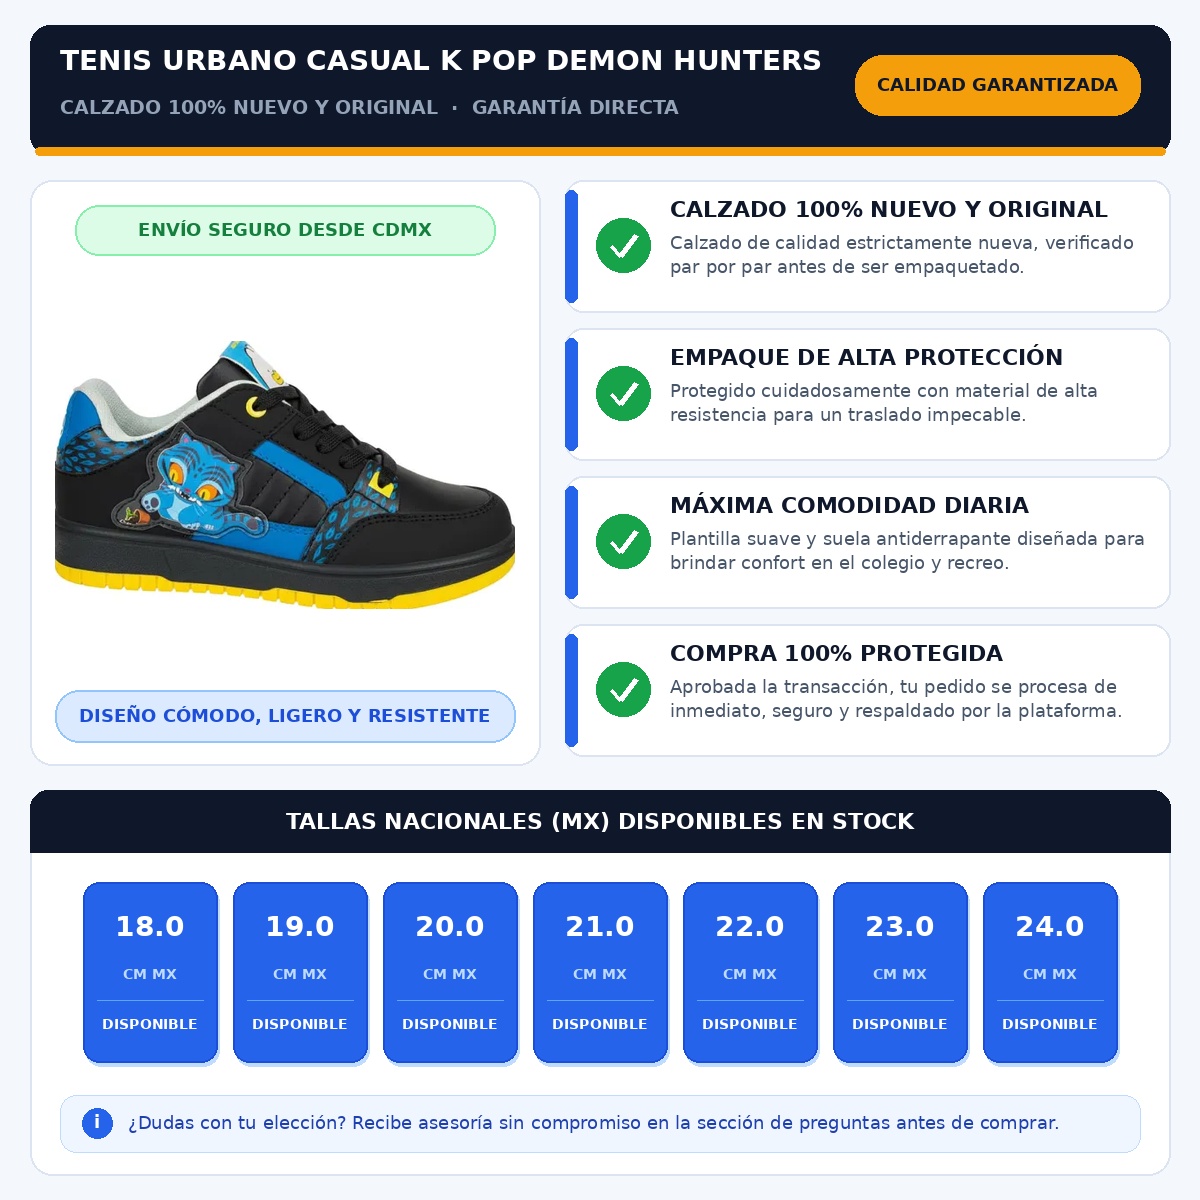 TENIS URBANO CASUAL K POP DEMON HUNTERS
CALZADO 100% NUEVO Y ORIGINAL · GARANTÍA DIRECTA
CALIDAD GARANTIZADA
ENVÍO SEGURO DESDE CDMX
DISEÑO CÓMODO, LIGERO Y RESISTENTE
CALZADO 100% NUEVO Y ORIGINAL
Calzado de calidad estrictamente nueva, verificado
par por par antes de ser empaquetado.
EMPAQUE DE ALTA PROTECCIÓN
Protegido cuidadosamente con material de alta
resistencia para un traslado impecable.
MÁXIMA COMODIDAD DIARIA
Plantilla suave y suela antiderrapante diseñada para
brindar confort en el colegio y recreo.
COMPRA 100% PROTEGIDA
Aprobada la transacción, tu pedido se procesa de
inmediato, seguro y respaldado por la plataforma.
TALLAS NACIONALES (MX) DISPONIBLES EN STOCK
18.0 19.0 20.0 21.0 22.0 23.0 24.0
CM MX CM MX CM MX CM MX CM MX CM MX CM MX
DISPONIBLE DISPONIBLE DISPONIBLE DISPONIBLE DISPONIBLE DISPONIBLE DISPONIBLE
i ¿Dudas con tu elección? Recibe asesoría sin compromiso en la sección de preguntas antes de comprar.